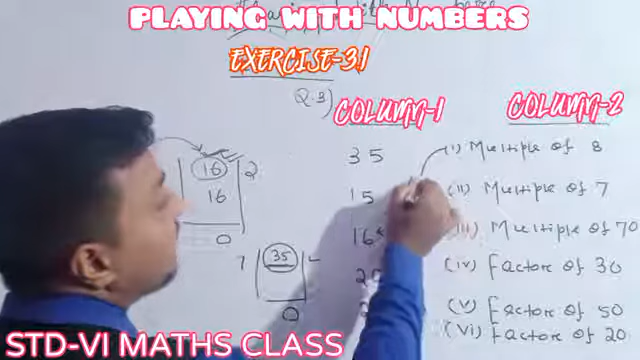 PLAYING WITH NUMBERS
EXERCISE-3.1
Q.3)
COLUMN-1
COLUMN-2
35
(i) Multiple of 8
15
(ii) Multiple of 7
16
(iii) Multiple of 70
20
(iv) Factor of 30
(v) Factor of 50
(vi) Factor of 20
16
2
16
0
7
35
0
STD-VI MATHS CLASS